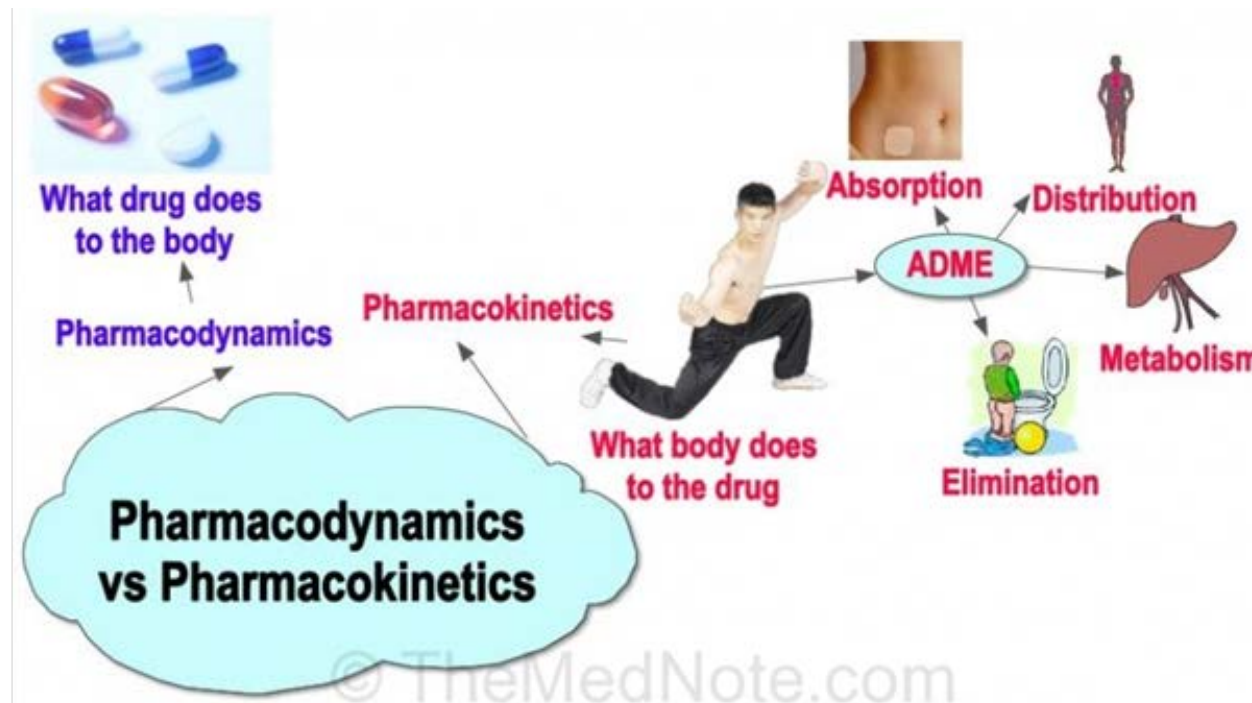 What drug does
to the body
Pharmacodynamics
Pharmacokinetics
What body does
to the drug
ADME
Absorption
Distribution
Metabolism
Elimination
Pharmacodynamics
vs Pharmacokinetics
© TheMedNote.com